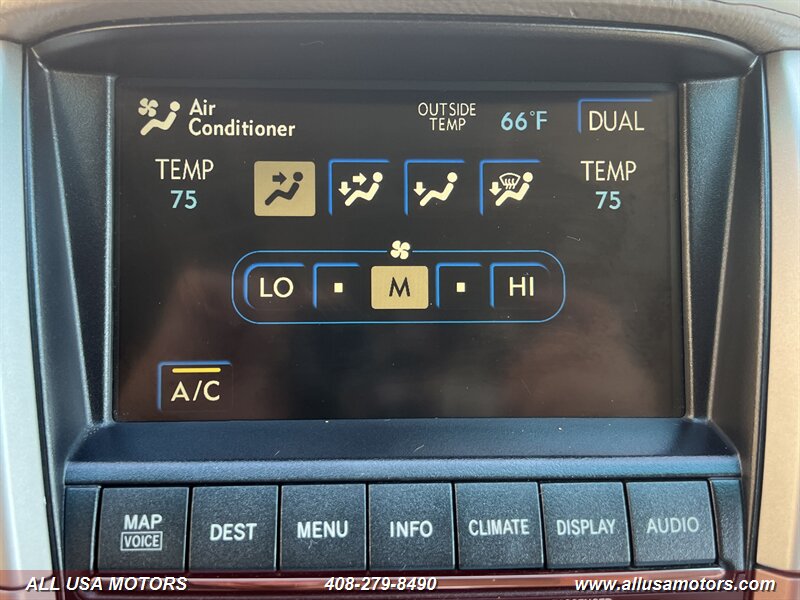 Air
Conditioner
OUTSIDE
TEMP
66°F
DUAL
TEMP
75
TEMP
75
LO
M
HI
A/C
MAP
VOICE
DEST
MENU
INFO
CLIMATE
DISPLAY
AUDIO
ALL USA MOTORS
408-279-8490
www.allusamotors.com